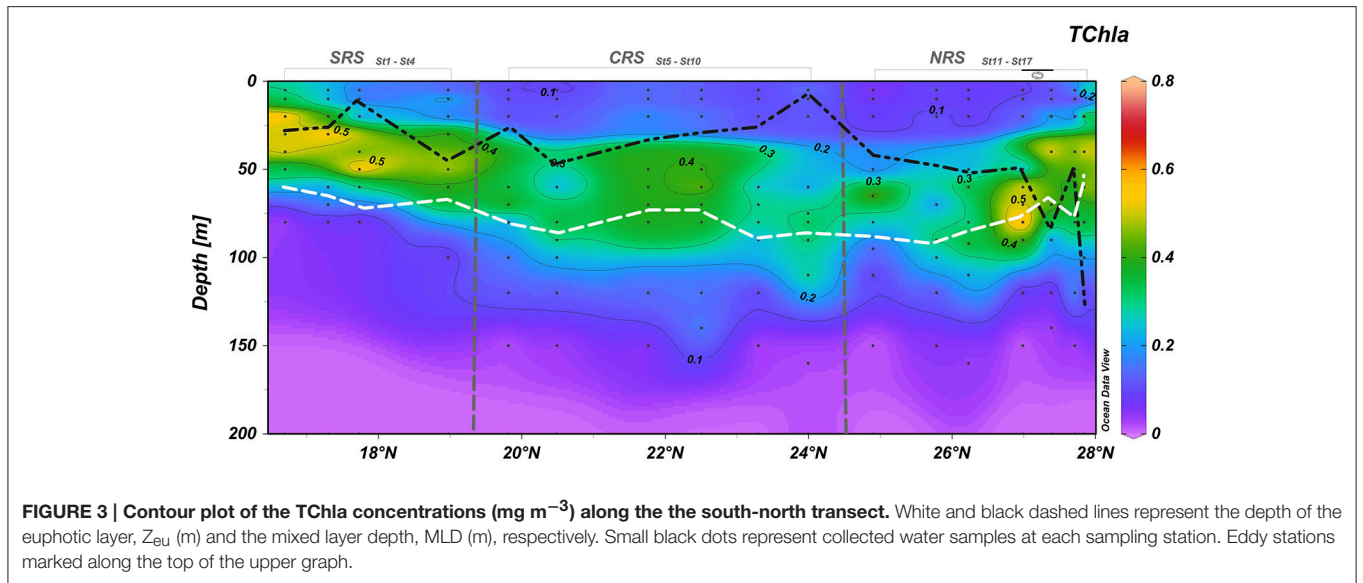 TChla
SRS St1 - St4
CRS St5 - St10
NRS St11 - St17
0
50
100
150
200
Depth [m]
0.1
0.1
0.2
0.5
0.4
0.2
0.3
0.4
0.3
0.5
0.3
0.3
0.5
0.4
0.2
0.1
18°N
20°N
22°N
24°N
26°N
28°N
Ocean Data View
0.8
0.6
0.4
0.2
0
FIGURE 3 | Contour plot of the TChla concentrations (mg m−3) along the the south-north transect. White and black dashed lines represent the depth of the
euphotic layer, Zeu (m) and the mixed layer depth, MLD (m), respectively. Small black dots represent collected water samples at each sampling station. Eddy stations
marked along the top of the upper graph.